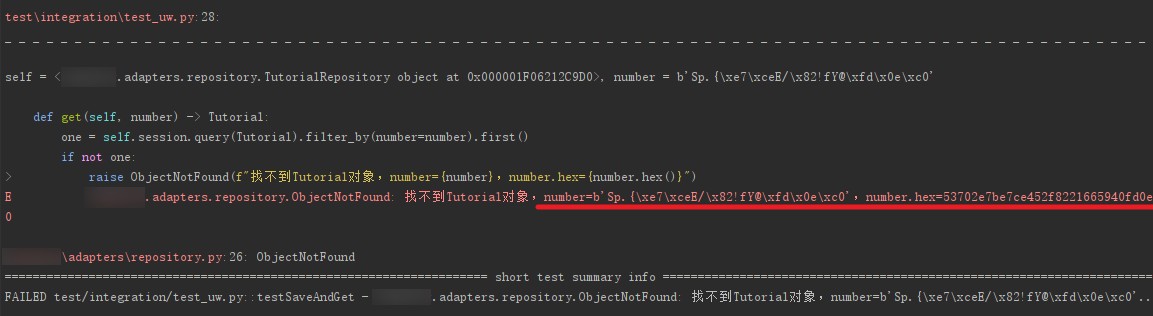 test\integration\test_uw.py:28:
_ _ _ _ _ _ _ _ _ _ _ _ _ _ _ _ _ _ _ _ _ _ _ _ _ _ _ _ _ _ _ _ _ _ _ _ _ _ _ _ _ _ _ _ _ _ _ _ _ _ _ _ _ _ _ _ _ _ _ _ _ _ _ _ _ _ _ _ _ _ _ _ _ _ _ _ _ _ _ _
self = < .adapters.repository.TutorialRepository object at 0x000001F06212C9D0>, number = b'Sp.{\xe7\xceE/\x82!fY@\xfd\x0e\xc0'
def get(self, number) -> Tutorial:
one = self.session.query(Tutorial).filter_by(number=number).first()
if not one:
> raise ObjectNotFound(f"找不到Tutorial对象, number={number}, number.hex={number.hex()}")
E .adapters.repository.ObjectNotFound: 找不到Tutorial对象, number=b'Sp.{\xe7\xceE/\x82!fY@\xfd\x0e\xc0', number.hex=53702e7be7ce452f8221665940fd0e
0
\adapters\repository.py:26: ObjectNotFound
====================================================================== short test summary info ======================================================================
FAILED test/integration/test_uw.py::testSaveAndGet - .adapters.repository.ObjectNotFound: 找不到Tutorial对象, number=b'Sp.{\xe7\xceE/\x82!fY@\xfd\x0e\xc0'...